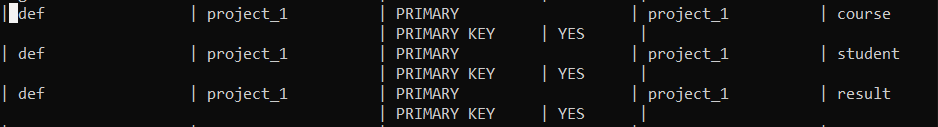 | def | project_1 | PRIMARY | project_1 | course
| PRIMARY KEY | YES |
| def | project_1 | PRIMARY | project_1 | student
| PRIMARY KEY | YES |
| def | project_1 | PRIMARY | project_1 | result
| PRIMARY KEY | YES |